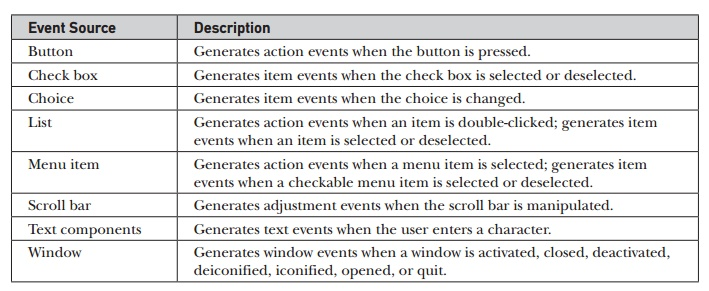 Event Source Description
Button Generates action events when the button is pressed.
Check box Generates item events when the check box is selected or deselected.
Choice Generates item events when the choice is changed.
List Generates action events when an item is double-clicked; generates item
events when an item is selected or deselected.
Menu item Generates action events when a menu item is selected; generates item
events when a checkable menu item is selected or deselected.
Scroll bar Generates adjustment events when the scroll bar is manipulated.
Text components Generates text events when the user enters a character.
Window Generates window events when a window is activated, closed, deactivated,
deiconified, iconified, opened, or quit.